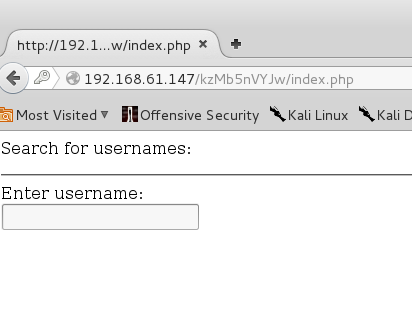 http://192.1...w/index.php
192.168.61.147/kzMb5nVYJw/index.php
Most Visited Offensive Security Kali Linux Kali D
Search for usernames:
Enter username: